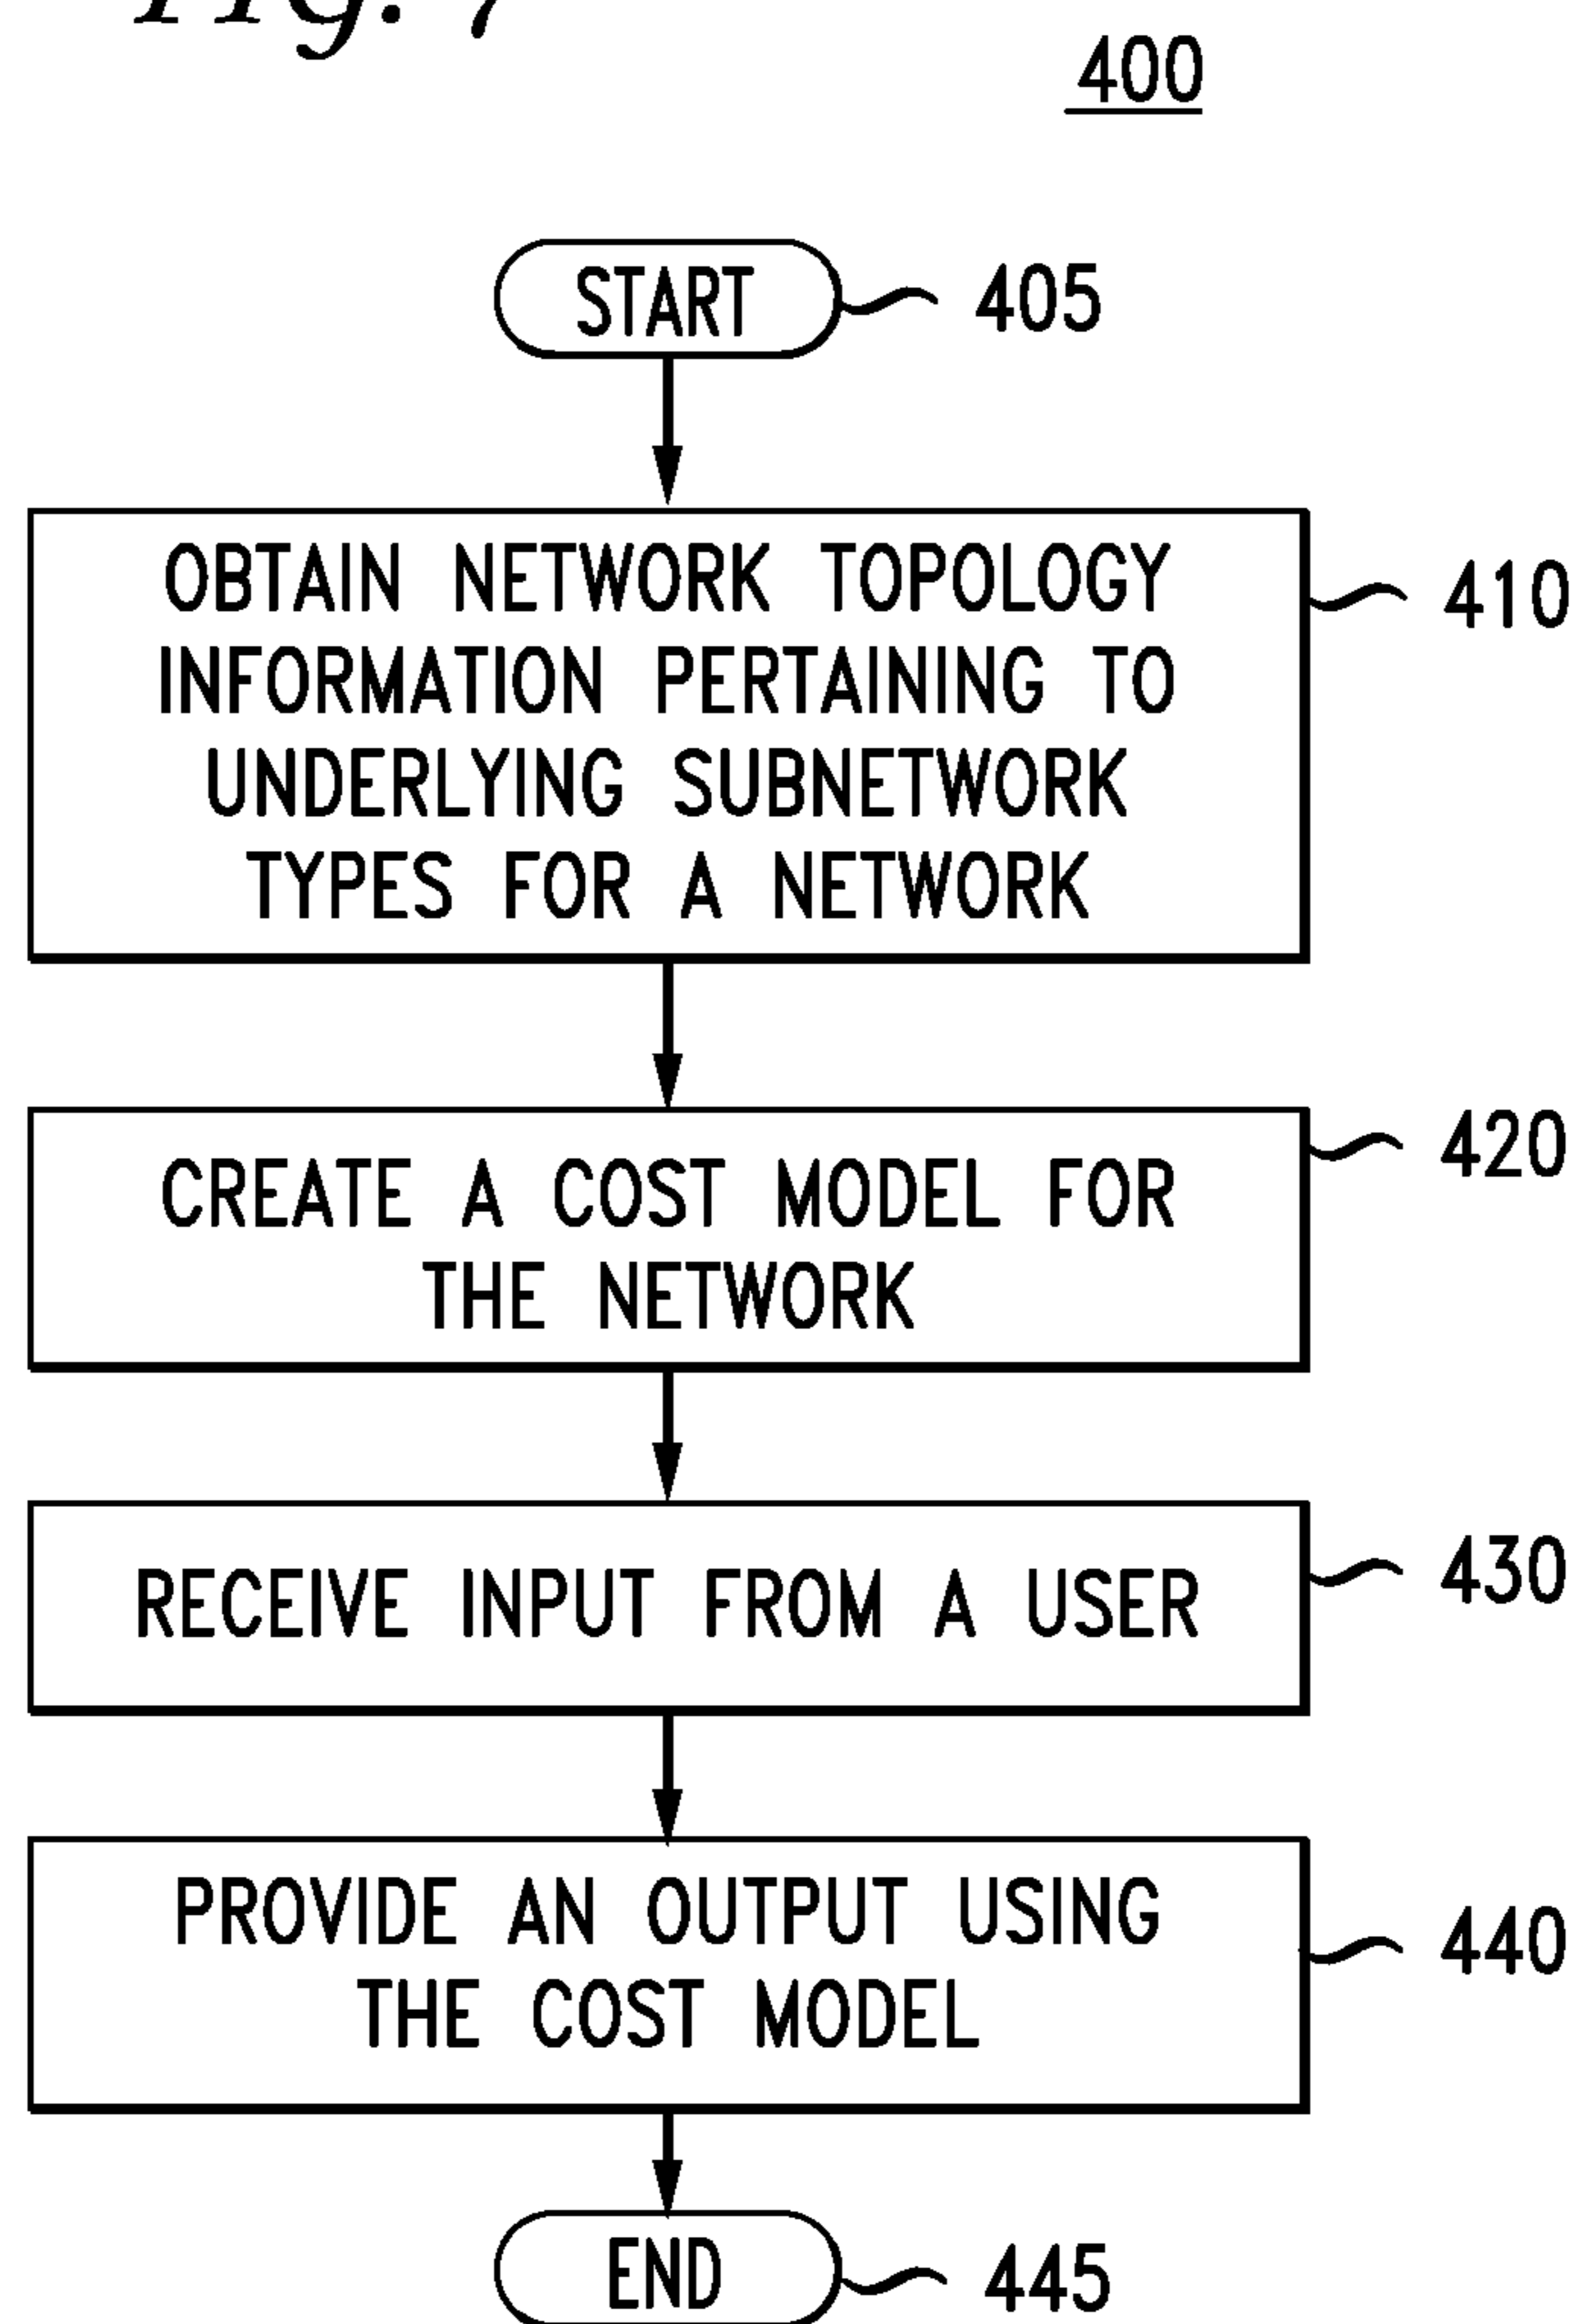 Fig.
400
START
405
OBTAIN NETWORK TOPOLOGY
INFORMATION PERTAINING TO
UNDERLYING SUBNETWORK
TYPES FOR A NETWORK
410
CREATE A COST MODEL FOR
THE NETWORK
420
RECEIVE INPUT FROM A USER
430
PROVIDE AN OUTPUT USING
THE COST MODEL
440
END
445